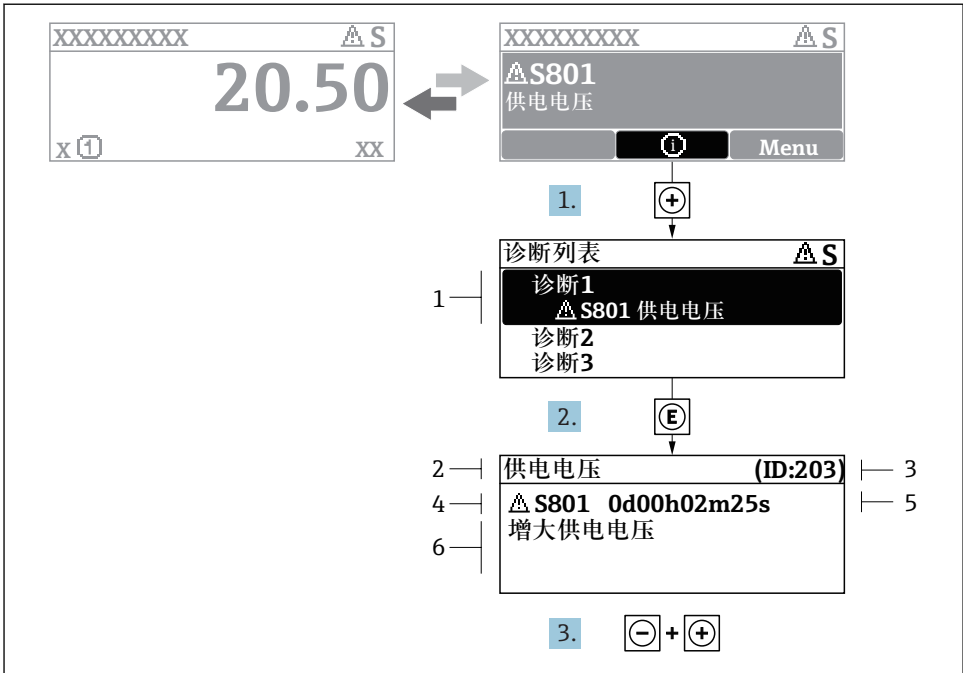 XXXXXXXXX ⚠ S
20.50
X ① XX
XXXXXXXXX ⚠ S
⚠S801
供电电压
ⓘ Menu
1. ⊕
诊断列表 ⚠ S
诊断1
⚠ S801 供电电压
诊断2
诊断3
1
2. Ⓔ
2 供电电压 (ID:203) 3
4 ⚠ S801 0d00h02m25s 5
增大供电电压
6
3. ⊖ + ⊕